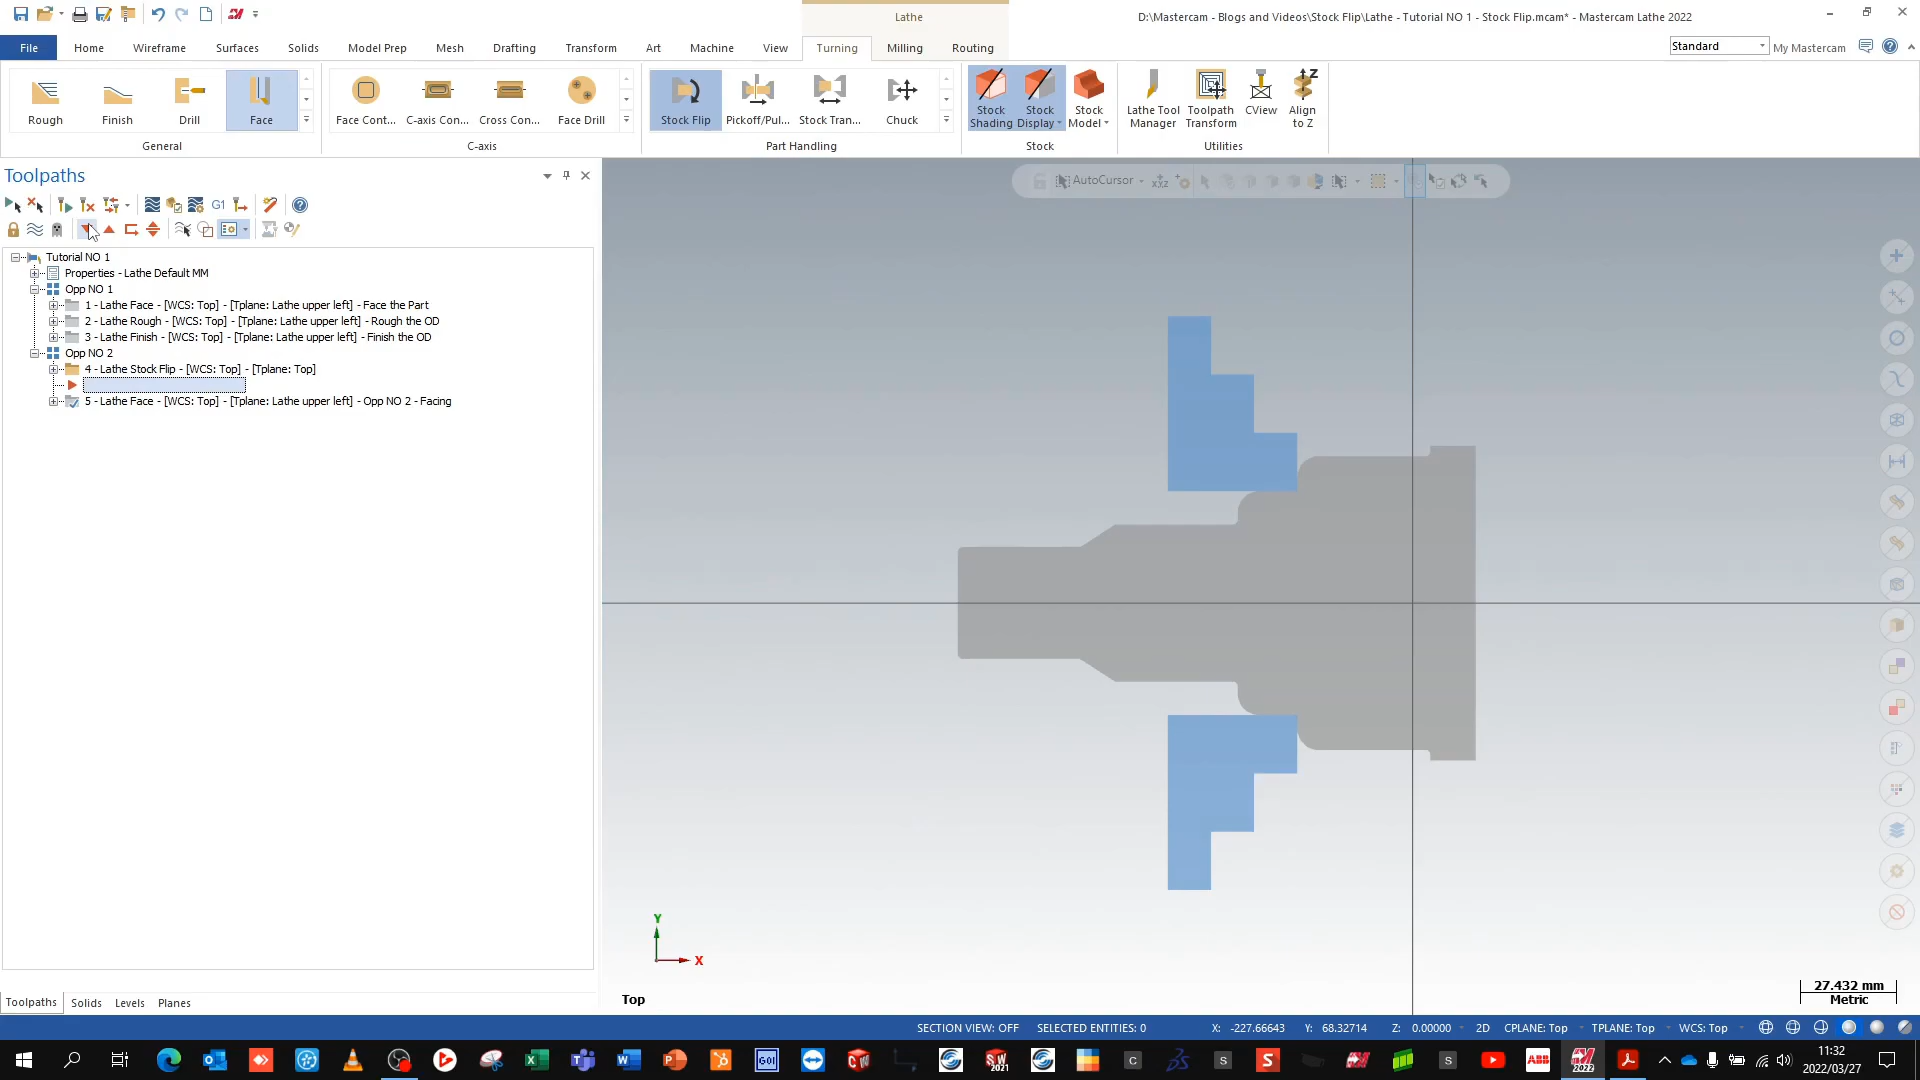 Lathe
D:\Mastercam - Blogs and Videos\Stock Flip\Lathe - Tutorial NO 1 - Stock Flip.mcam* - Mastercam Lathe 2022
File Home Wireframe Surfaces Solids Model Prep Mesh Drafting Transform Art Machine View Turning Milling Routing
Standard My Mastercam
Rough Finish Drill Face
Face Cont... C-axis Con... Cross Con... Face Drill
Stock Flip Pickoff/Pul... Stock Tran... Chuck
Stock Shading
Stock Display
Stock Model
Lathe Tool Manager
Toolpath Transform
CView
Align to Z
General C-axis Part Handling Stock Utilities
Toolpaths
AutoCursor
G1
Tutorial NO 1
Properties - Lathe Default MM
Opp NO 1
1 - Lathe Face - [WCS: Top] - [Tplane: Lathe upper left] - Face the Part
2 - Lathe Rough - [WCS: Top] - [Tplane: Lathe upper left] - Rough the OD
3 - Lathe Finish - [WCS: Top] - [Tplane: Lathe upper left] - Finish the OD
Opp NO 2
4 - Lathe Stock Flip - [WCS: Top] - [Tplane: Top]
5 - Lathe Face - [WCS: Top] - [Tplane: Lathe upper left] - Opp NO 2 - Facing
Y
X
Top
27.432 mm
Metric
Toolpaths Solids Levels Planes
SECTION VIEW: OFF SELECTED ENTITIES: 0 X: -227.66643 Y: 68.32714 Z: 0.00000 2D CPLANE: Top TPLANE: Top WCS: Top
11:32
2022/03/27